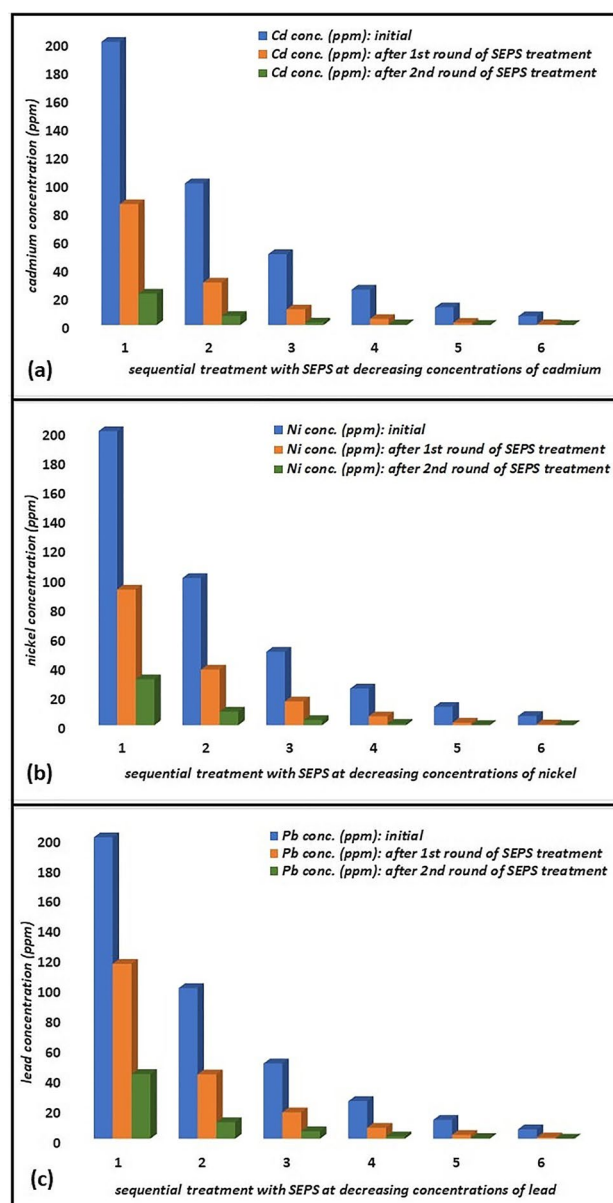 Cd conc. (ppm): initial
Cd conc. (ppm): after 1st round of SEPS treatment
Cd conc. (ppm): after 2nd round of SEPS treatment
cadmium concentration (ppm)
200
180
160
140
120
100
80
60
40
20
0
1 2 3 4 5 6
(a)
sequential treatment with SEPS at decreasing concentrations of cadmium
Ni conc. (ppm): initial
Ni conc. (ppm): after 1st round of SEPS treatment
Ni conc. (ppm): after 2nd round of SEPS treatment
nickel concentration (ppm)
200
180
160
140
120
100
80
60
40
20
0
1 2 3 4 5 6
(b)
sequential treatment with SEPS at decreasing concentrations of nickel
Pb conc. (ppm): initial
Pb conc. (ppm): after 1st round of SEPS treatment
Pb conc. (ppm): after 2nd round of SEPS treatment
lead concentration (ppm)
200
180
160
140
120
100
80
60
40
20
0
1 2 3 4 5 6
(c)
sequential treatment with SEPS at decreasing concentrations of lead